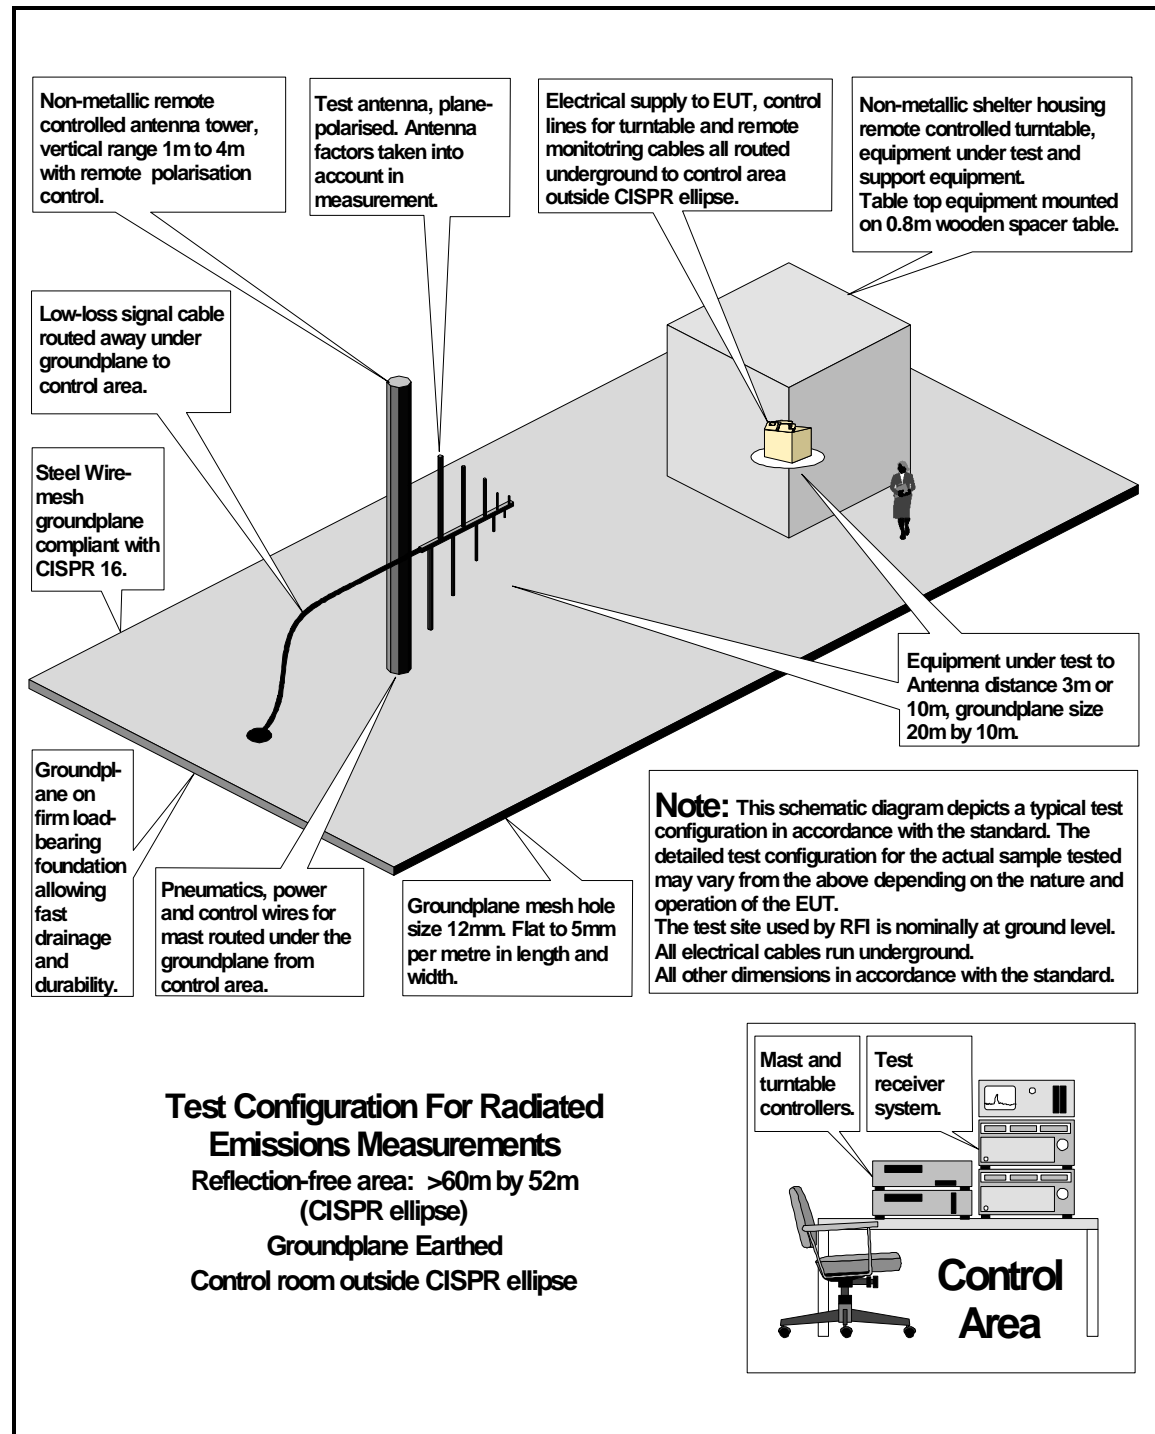 Non-metallic remote
controlled antenna tower,
vertical range 1m to 4m
with remote polarisation
control.
Test antenna, plane-
polarised. Antenna
factors taken into
account in
measurement.
Electrical supply to EUT, control
lines for turntable and remote
monitotring cables all routed
underground to control area
outside CISPR ellipse.
Non-metallic shelter housing
remote controlled turntable,
equipment under test and
support equipment.
Table top equipment mounted
on 0.8m wooden spacer table.
Low-loss signal cable
routed away under
groundplane to
control area.
Steel Wire-
mesh
groundplane
compliant with
CISPR 16.
Equipment under test to
Antenna distance 3m or
10m, groundplane size
20m by 10m.
Groundpl-
ane on
firm load-
bearing
foundation
allowing
fast
drainage
and
durability.
Pneumatics, power
and control wires for
mast routed under the
groundplane from
control area.
Groundplane mesh hole
size 12mm. Flat to 5mm
per metre in length and
width.
Note: This schematic diagram depicts a typical test
configuration in accordance with the standard. The
detailed test configuration for the actual sample tested
may vary from the above depending on the nature and
operation of the EUT.
The test site used by RFI is nominally at ground level.
All electrical cables run underground.
All other dimensions in accordance with the standard.
Test Configuration For Radiated
Emissions Measurements
Reflection-free area: >60m by 52m
(CISPR ellipse)
Groundplane Earthed
Control room outside CISPR ellipse
Mast and
turntable
controllers.
Test
receiver
system.
Control
Area